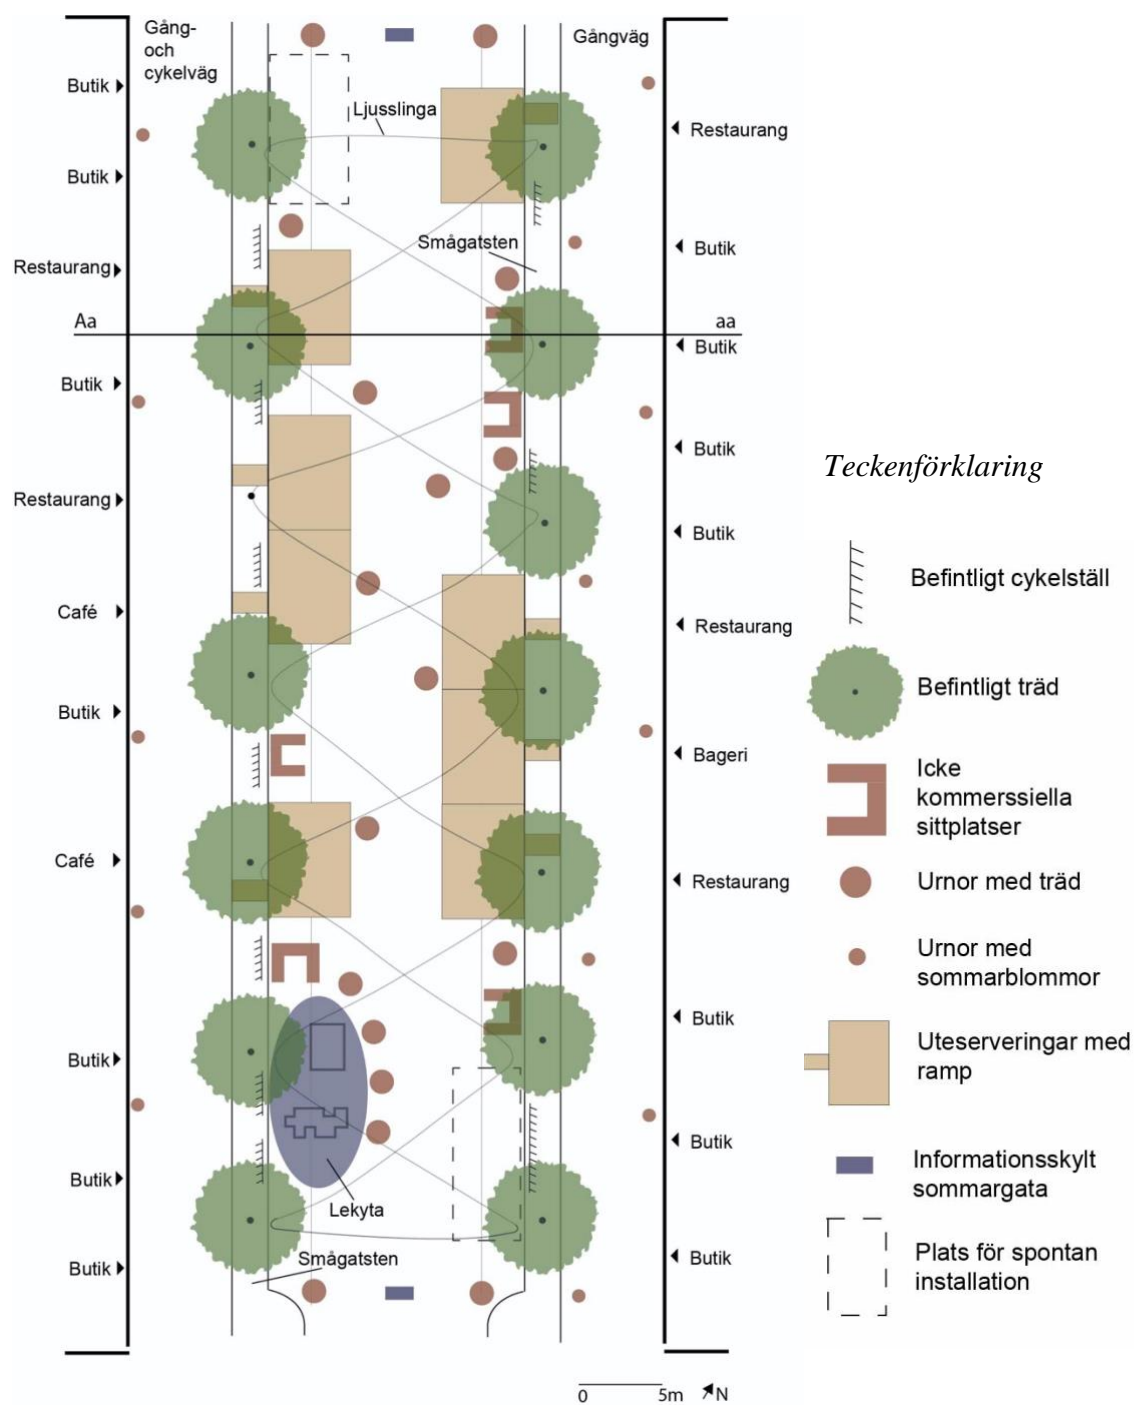 Gång-
och
cykelväg
Gångväg
Butik
Ljusslinga
Restaurang
Butik
Smågatsten
Butik
Restaurang
Aa
aa
Butik
Butik
Butik
Restaurang
Butik
Café
Restaurang
Butik
Bageri
Café
Restaurang
Butik
Butik
Butik
Butik
Lekyta
Smågatsten
Butik
Butik
0
5m
N
Teckenförklaring
Befintligt cykelställ
Befintligt träd
Icke
kommerssiella
sittplatser
Urnor med träd
Urnor med
sommarblommor
Uteserveringar med
ramp
Informationsskylt
sommargata
Plats för spontan
installation